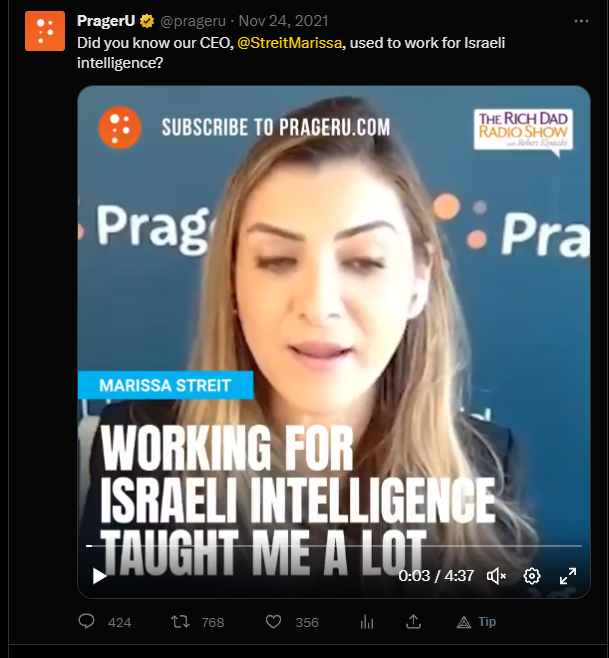 PragerU @prageru · Nov 24, 2021
Did you know our CEO, @StreitMarissa, used to work for Israeli
intelligence?
SUBSCRIBE TO PRAGERU.COM
THE RICH DAD
RADIO SHOW
with Robert Kiyosaki
Prag
Pra
MARISSA STREIT
WORKING FOR
ISRAELI INTELLIGENCE
TAUGHT ME A LOT
0:03 / 4:37
424 768 356 Tip